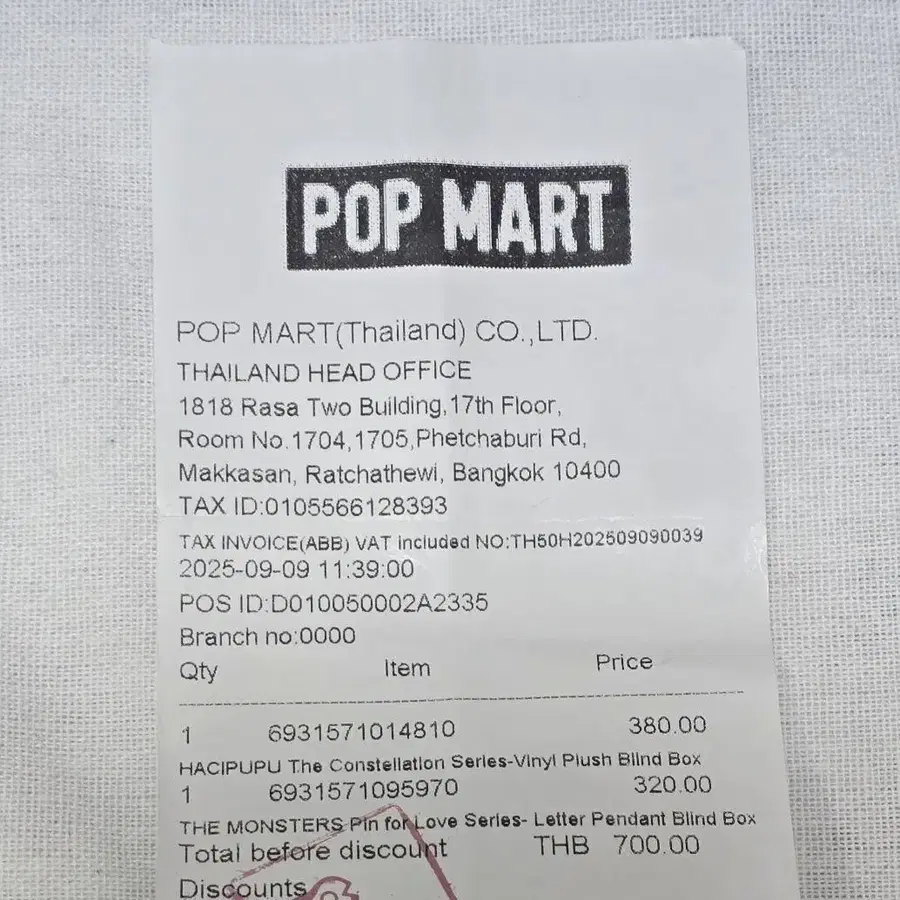 POP MART
POP MART(Thailand) CO.,LTD.
THAILAND HEAD OFFICE
1818 Rasa Two Building,17th Floor,
Room No.1704,1705,Phetchaburi Rd,
Makkasan, Ratchathewi, Bangkok 10400
TAX ID:0105566128393
TAX INVOICE(ABB) VAT included NO:TH50H202509090039
2025-09-09 11:39:00
POS ID:D010050002A2335
Branch no:0000
Qty Item Price
1 6931571014810 380.00
HACIPUPU The Constellation Series-Vinyl Plush Blind Box
1 6931571095970 320.00
THE MONSTERS Pin for Love Series- Letter Pendant Blind Box
Total before discount THB 700.00
Discounts